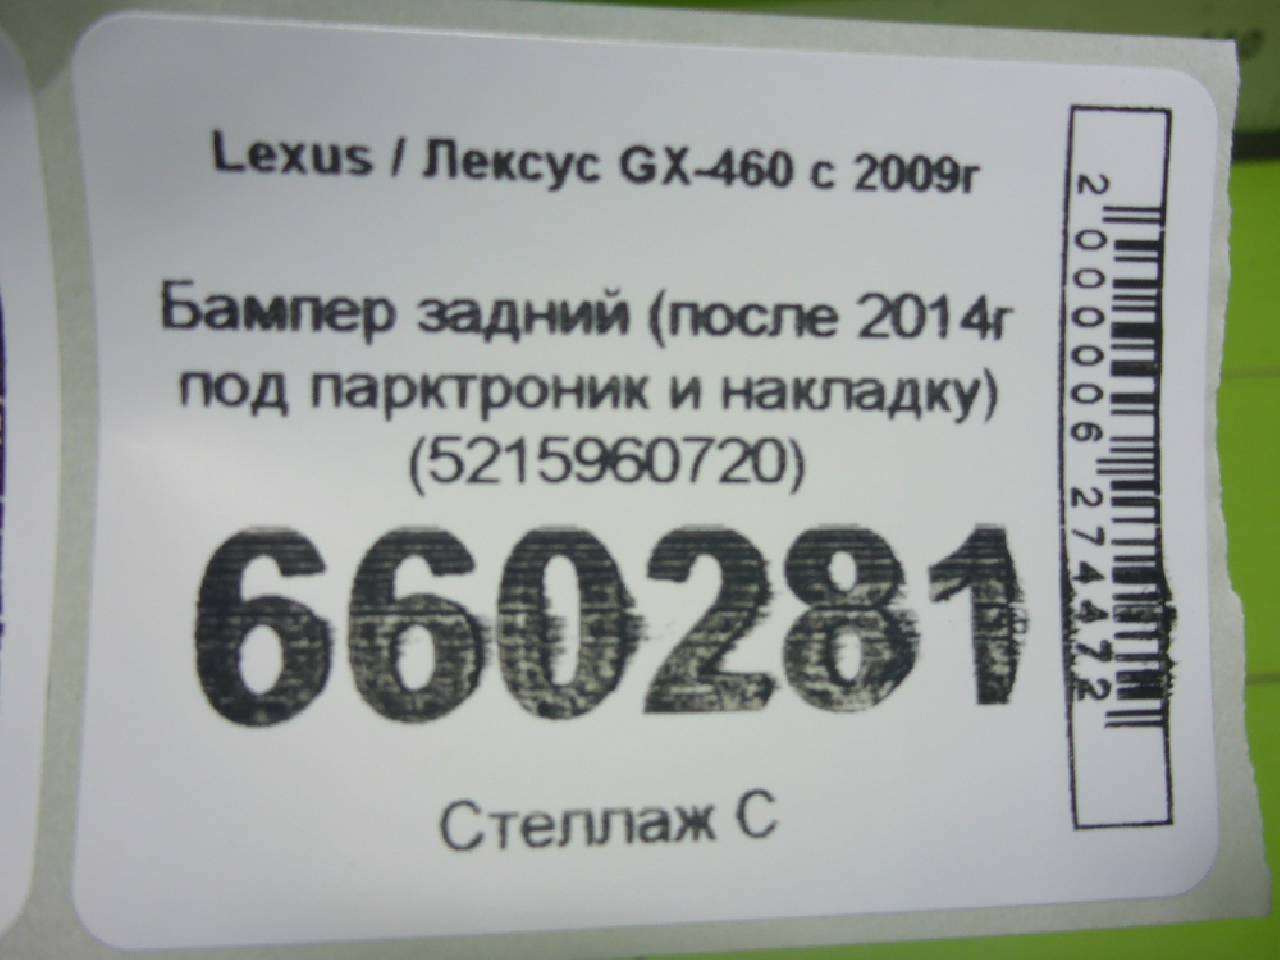 Lexus / Лексус GX-460 с 2009г
Бампер задний (после 2014г
под парктроник и накладку)
(5215960720)
660281
Стеллаж С
2000006274472